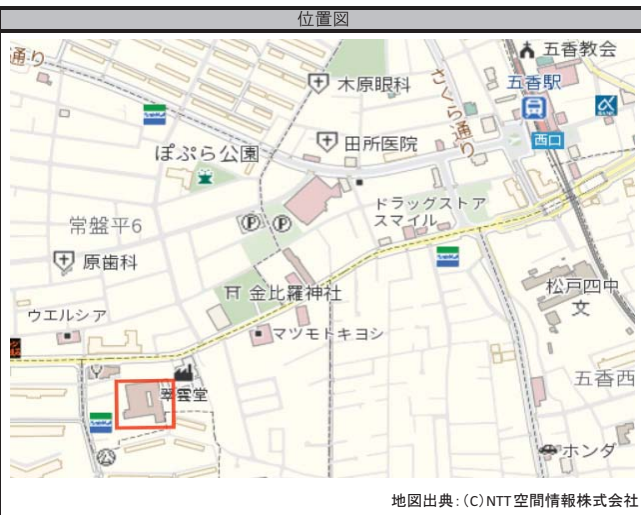 位置図
通り
五香教会
木原眼科
さくら通り
五香駅
田所医院
西口
ぽぷら公園
ドラッグストア
スマイル
常盤平6
原歯科
松戸四中
文
金比羅神社
ウエルシア
マツモトキヨシ
五香西
翠雲堂
ホンダ
地図出典：(C)NTT空間情報株式会社